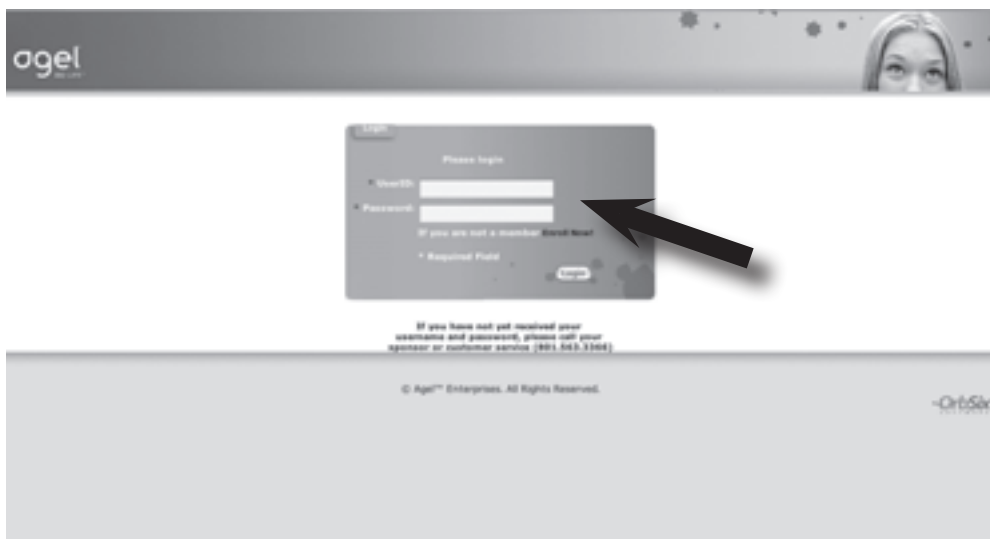 agel
Login
Please login
* UserID:
* Password:
If you are not a member Enroll Now!
* Required Field
Login
If you have not yet received your
username and password, please call your
sponsor or customer service (801.563.3366)
© Agel™ Enterprises. All Rights Reserved.